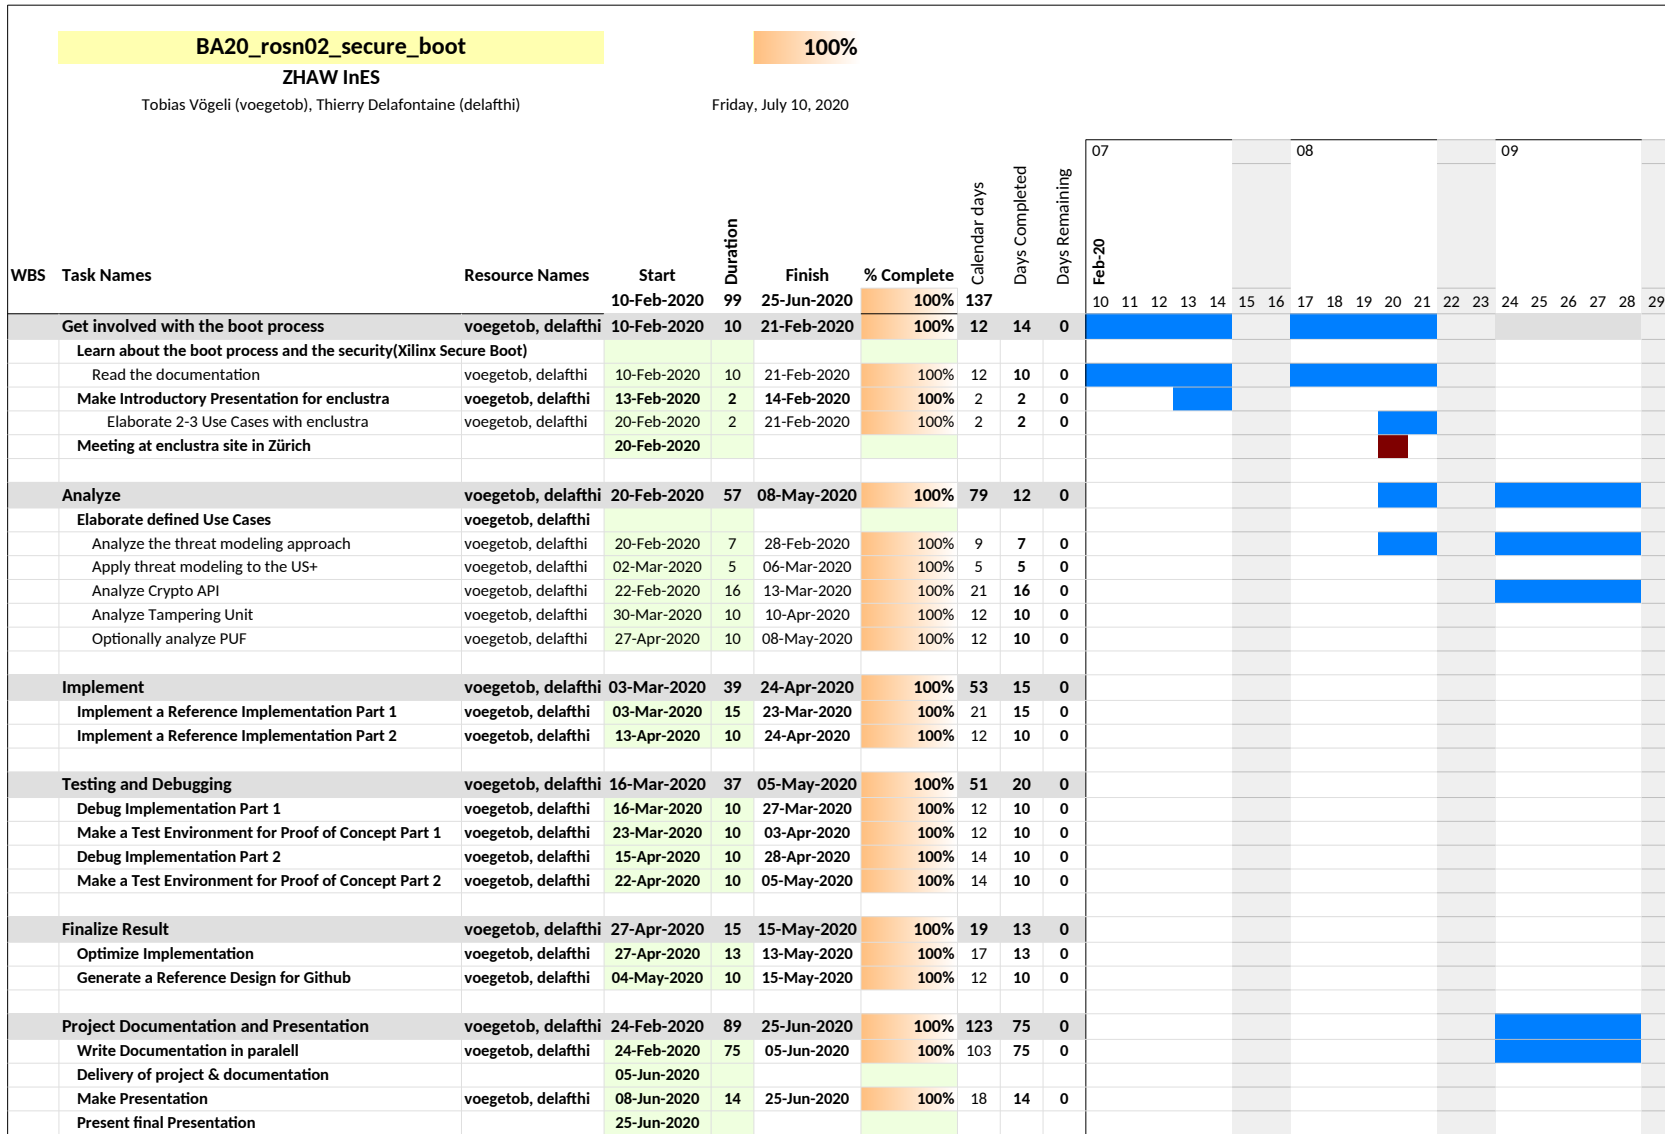 BA20_rosn02_secure_boot 100%
ZHAW InES
Tobias Vögeli (voegetob), Thierry Delafontaine (delafthi) Friday, July 10, 2020
07 08 09
WBS Task Names Resource Names Start Duration Finish % Complete Calendar days Days Completed Days Remaining Feb-20
10-Feb-2020 99 25-Jun-2020 100% 137 10 11 12 13 14 15 16 17 18 19 20 21 22 23 24 25 26 27 28 29
Get involved with the boot process voegetob, delafthi 10-Feb-2020 10 21-Feb-2020 100% 12 14 0
Learn about the boot process and the security(Xilinx Secure Boot)
Read the documentation voegetob, delafthi 10-Feb-2020 10 21-Feb-2020 100% 12 10 0
Make Introductory Presentation for enclustra voegetob, delafthi 13-Feb-2020 2 14-Feb-2020 100% 2 2 0
Elaborate 2-3 Use Cases with enclustra voegetob, delafthi 20-Feb-2020 2 21-Feb-2020 100% 2 2 0
Meeting at enclustra site in Zürich 20-Feb-2020
Analyze voegetob, delafthi 20-Feb-2020 57 08-May-2020 100% 79 12 0
Elaborate defined Use Cases voegetob, delafthi
Analyze the threat modeling approach voegetob, delafthi 20-Feb-2020 7 28-Feb-2020 100% 9 7 0
Apply threat modeling to the US+ voegetob, delafthi 02-Mar-2020 5 06-Mar-2020 100% 5 5 0
Analyze Crypto API voegetob, delafthi 22-Feb-2020 16 13-Mar-2020 100% 21 16 0
Analyze Tampering Unit voegetob, delafthi 30-Mar-2020 10 10-Apr-2020 100% 12 10 0
Optionally analyze PUF voegetob, delafthi 27-Apr-2020 10 08-May-2020 100% 12 10 0
Implement voegetob, delafthi 03-Mar-2020 39 24-Apr-2020 100% 53 15 0
Implement a Reference Implementation Part 1 voegetob, delafthi 03-Mar-2020 15 23-Mar-2020 100% 21 15 0
Implement a Reference Implementation Part 2 voegetob, delafthi 13-Apr-2020 10 24-Apr-2020 100% 12 10 0
Testing and Debugging voegetob, delafthi 16-Mar-2020 37 05-May-2020 100% 51 20 0
Debug Implementation Part 1 voegetob, delafthi 16-Mar-2020 10 27-Mar-2020 100% 12 10 0
Make a Test Environment for Proof of Concept Part 1 voegetob, delafthi 23-Mar-2020 10 03-Apr-2020 100% 12 10 0
Debug Implementation Part 2 voegetob, delafthi 15-Apr-2020 10 28-Apr-2020 100% 14 10 0
Make a Test Environment for Proof of Concept Part 2 voegetob, delafthi 22-Apr-2020 10 05-May-2020 100% 14 10 0
Finalize Result voegetob, delafthi 27-Apr-2020 15 15-May-2020 100% 19 13 0
Optimize Implementation voegetob, delafthi 27-Apr-2020 13 13-May-2020 100% 17 13 0
Generate a Reference Design for Github voegetob, delafthi 04-May-2020 10 15-May-2020 100% 12 10 0
Project Documentation and Presentation voegetob, delafthi 24-Feb-2020 89 25-Jun-2020 100% 123 75 0
Write Documentation in paralell voegetob, delafthi 24-Feb-2020 75 05-Jun-2020 100% 103 75 0
Delivery of project & documentation 05-Jun-2020
Make Presentation voegetob, delafthi 08-Jun-2020 14 25-Jun-2020 100% 18 14 0
Present final Presentation 25-Jun-2020